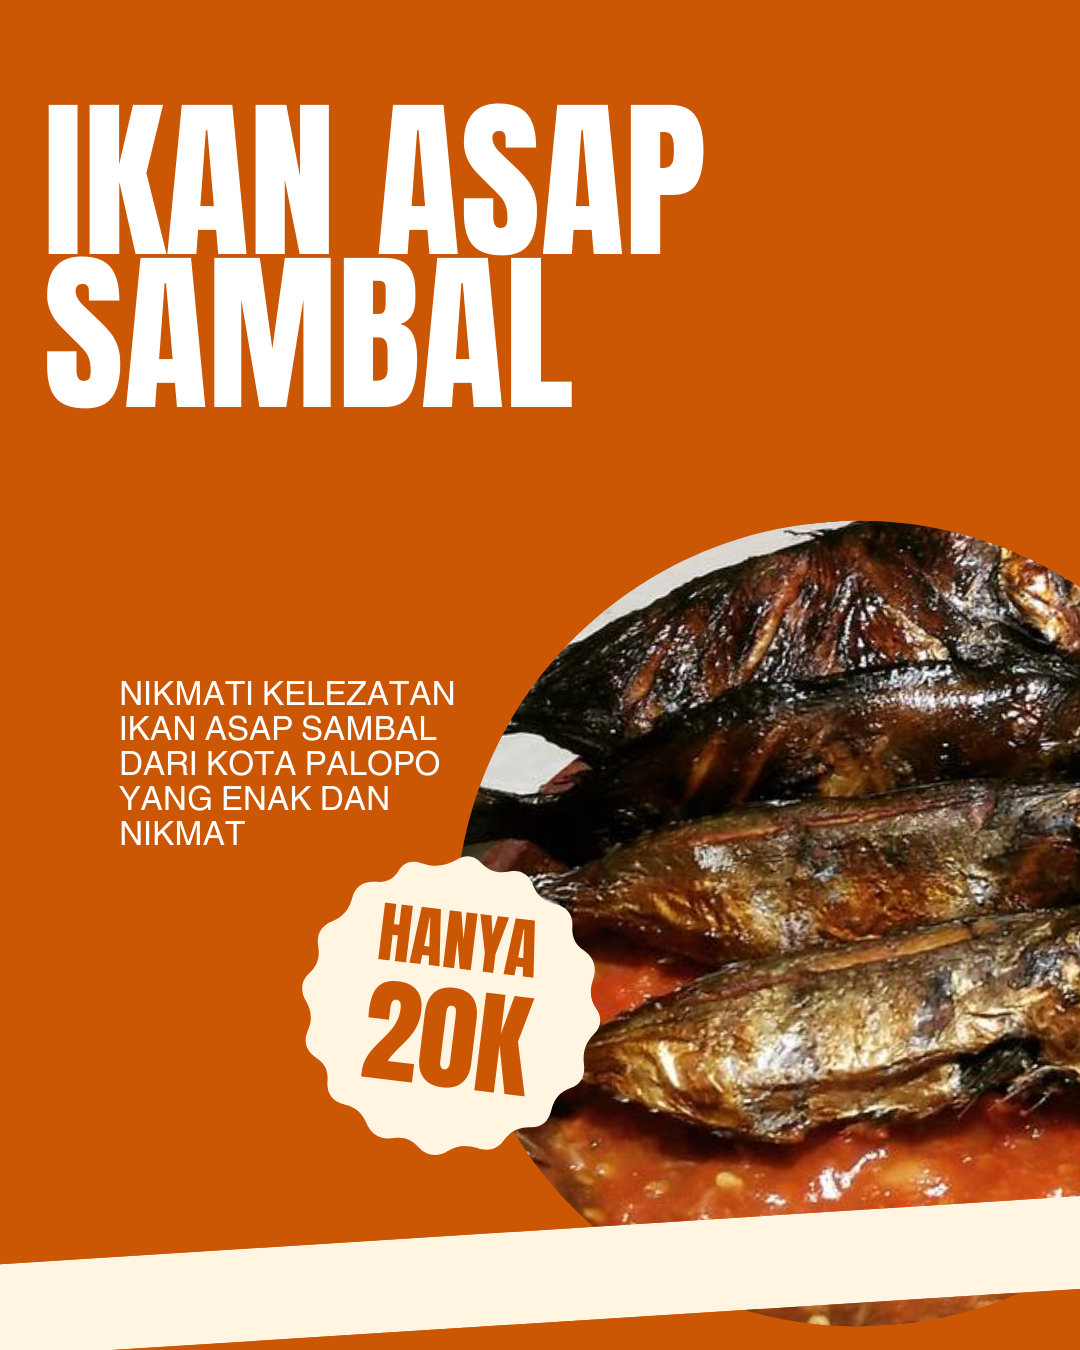 IKAN ASAP
SAMBAL
NIKMATI KELEZATAN
IKAN ASAP SAMBAL
DARI KOTA PALOPO
YANG ENAK DAN
NIKMAT
HANYA
20K